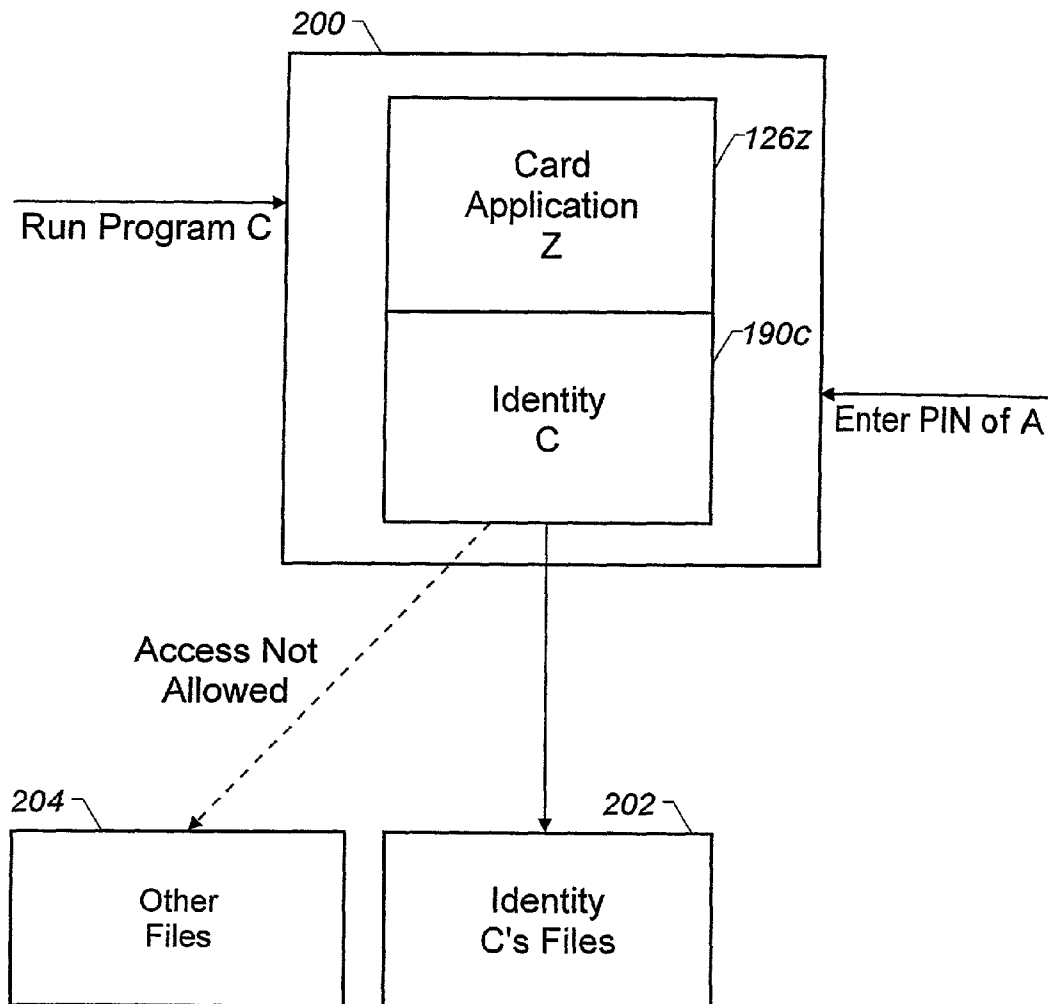 200
126z
Card
Application
Z
Run Program C
190c
Identity
C
Enter PIN of A
Access Not
Allowed
204
202
Other
Files
Identity
C's Files